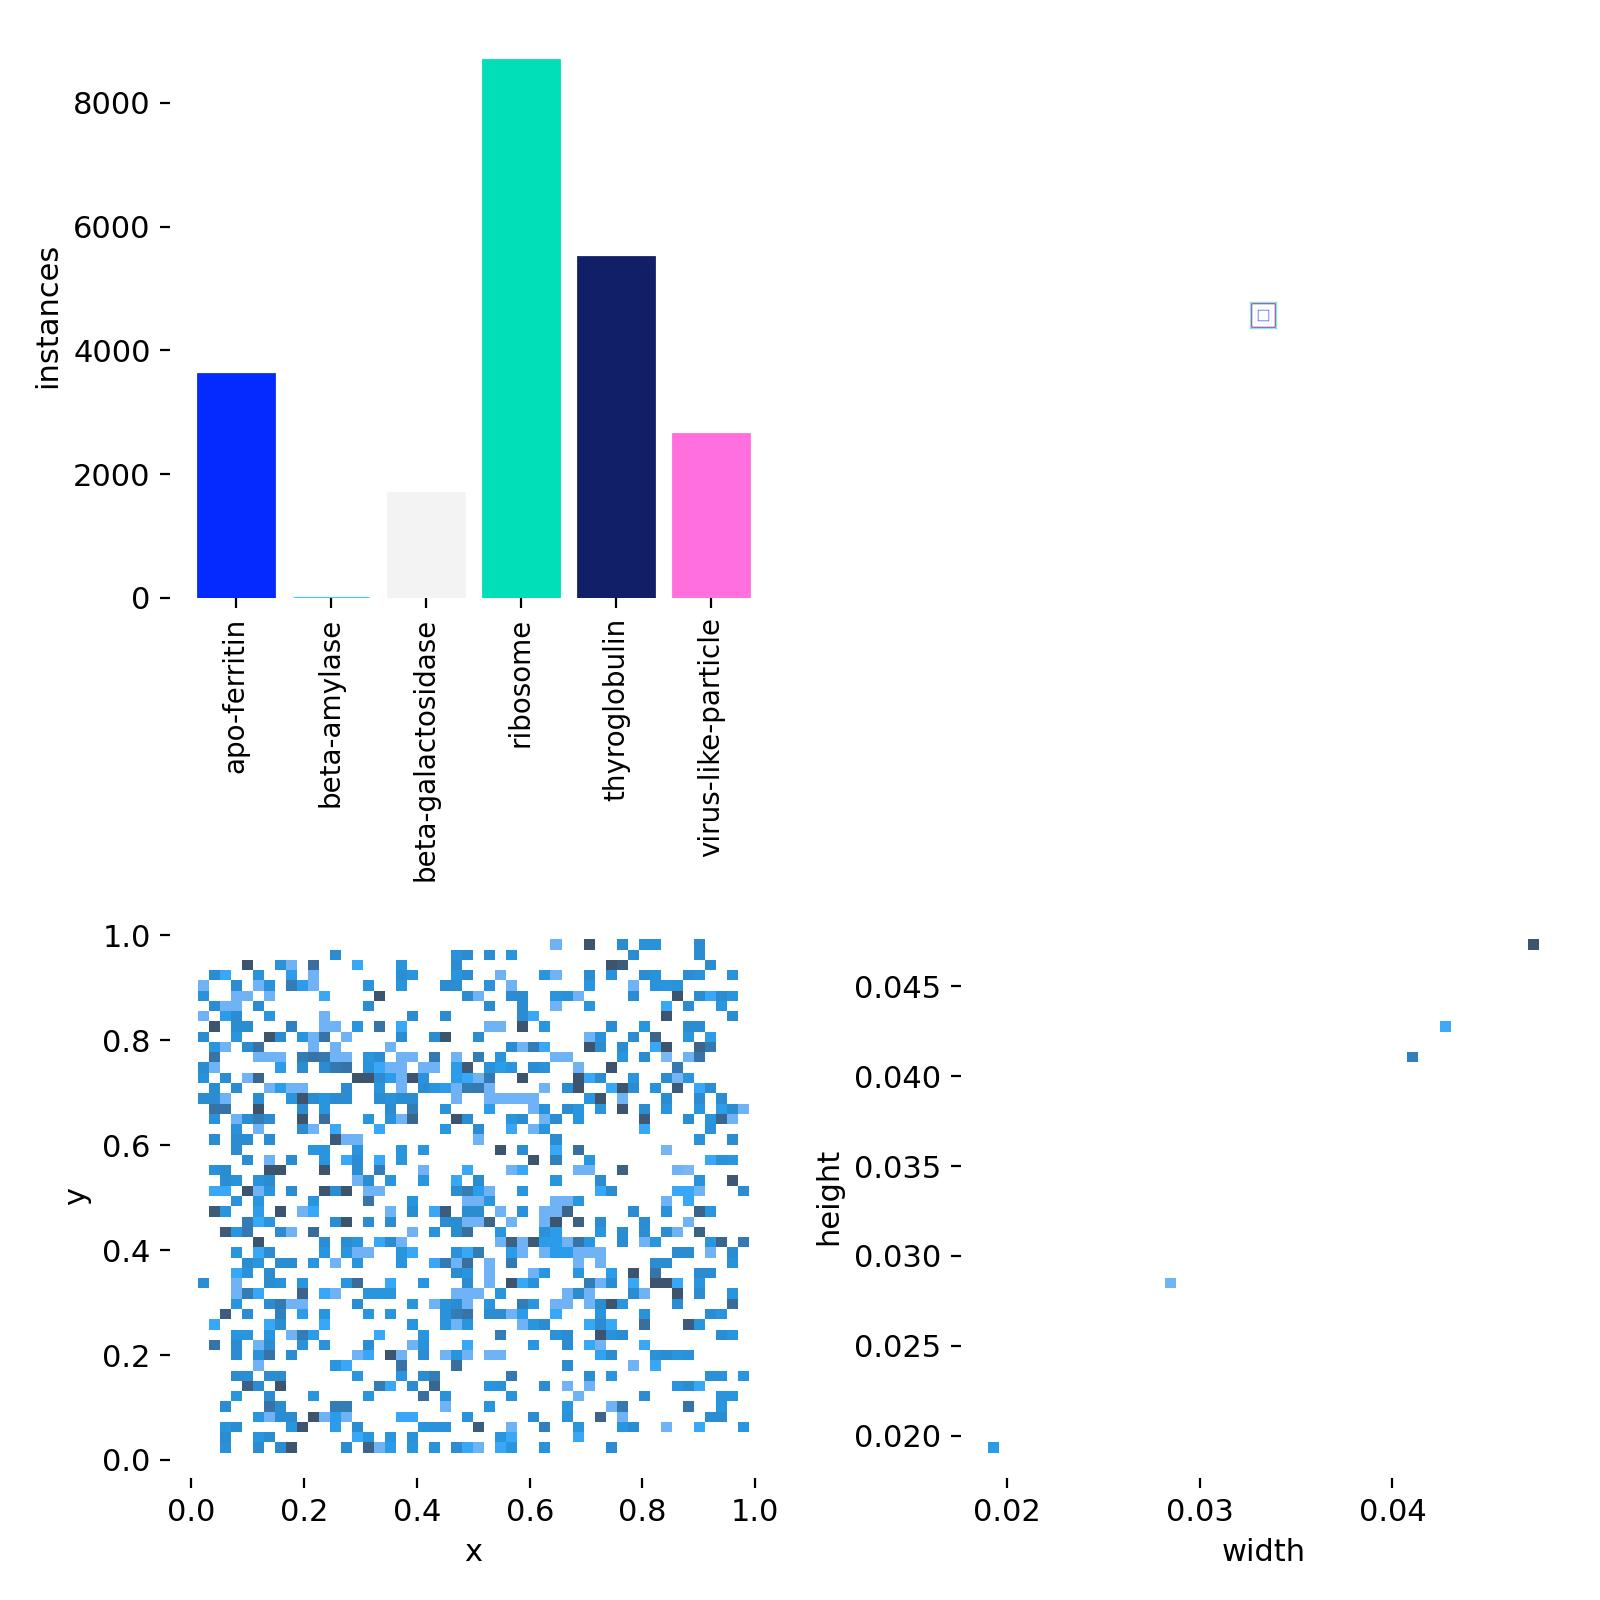 8000
6000
4000
2000
0
instances
apo-ferritin
beta-amylase
beta-galactosidase
ribosome
thyroglobulin
virus-like-particle
1.0
0.8
0.6
0.4
0.2
0.0
y
0.0 0.2 0.4 0.6 0.8 1.0
x
0.045
0.040
0.035
0.030
0.025
0.020
height
0.02 0.03 0.04
width